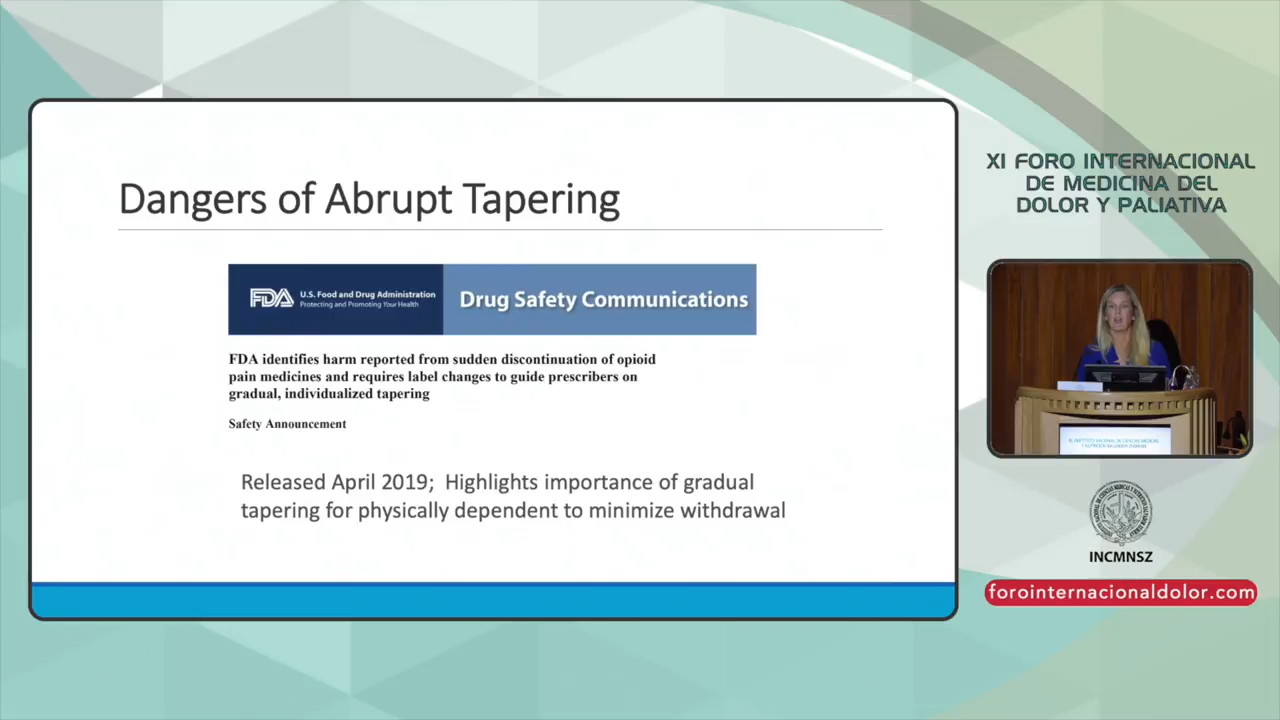 Dangers of Abrupt Tapering
FDA
U.S. Food and Drug Administration
Protecting and Promoting Your Health
Drug Safety Communications
FDA identifies harm reported from sudden discontinuation of opioid
pain medicines and requires label changes to guide prescribers on
gradual, individualized tapering
Safety Announcement
Released April 2019; Highlights importance of gradual
tapering for physically dependent to minimize withdrawal
XI FORO INTERNACIONAL
DE MEDICINA DEL
DOLOR Y PALIATIVA
INCMNSZ
forointernacionaldolor.com